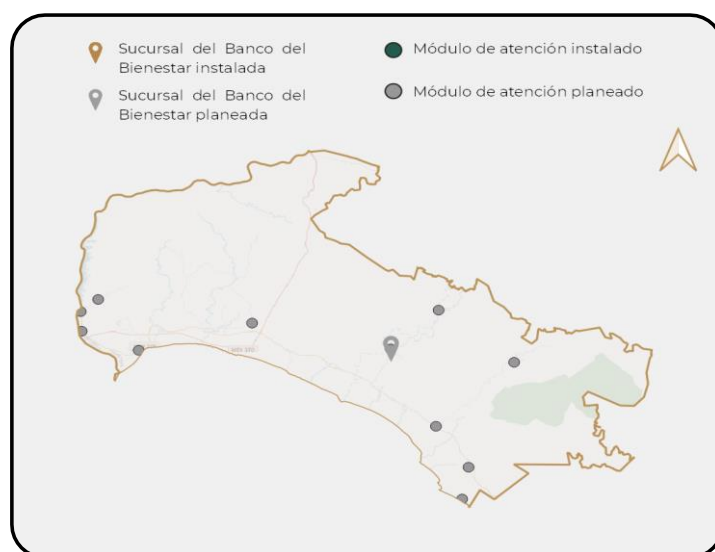 Sucursal del Banco del
Bienestar instalada
Sucursal del Banco del
Bienestar planeada
Módulo de atención instalado
Módulo de atención planeado